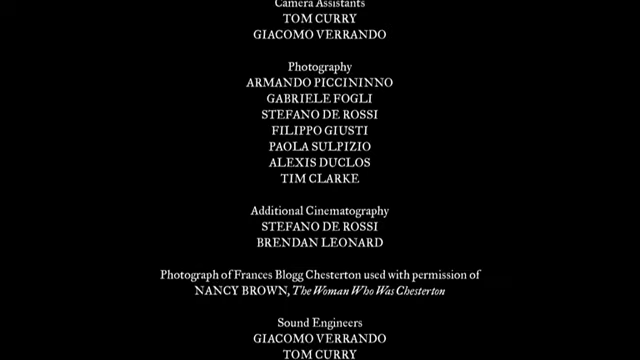 Camera Assistants
TOM CURRY
GIACOMO VERRANDO
Photography
ARMANDO PICCININNO
GABRIELE FOGLI
STEFANO DE ROSSI
FILIPPO GIUSTI
PAOLA SULPIZIO
ALEXIS DUCLOS
TIM CLARKE
Additional Cinematography
STEFANO DE ROSSI
BRENDAN LEONARD
Photograph of Frances Blogg Chesterton used with permission of
NANCY BROWN, The Woman Who Was Chesterton
Sound Engineers
GIACOMO VERRANDO
TOM CURRY